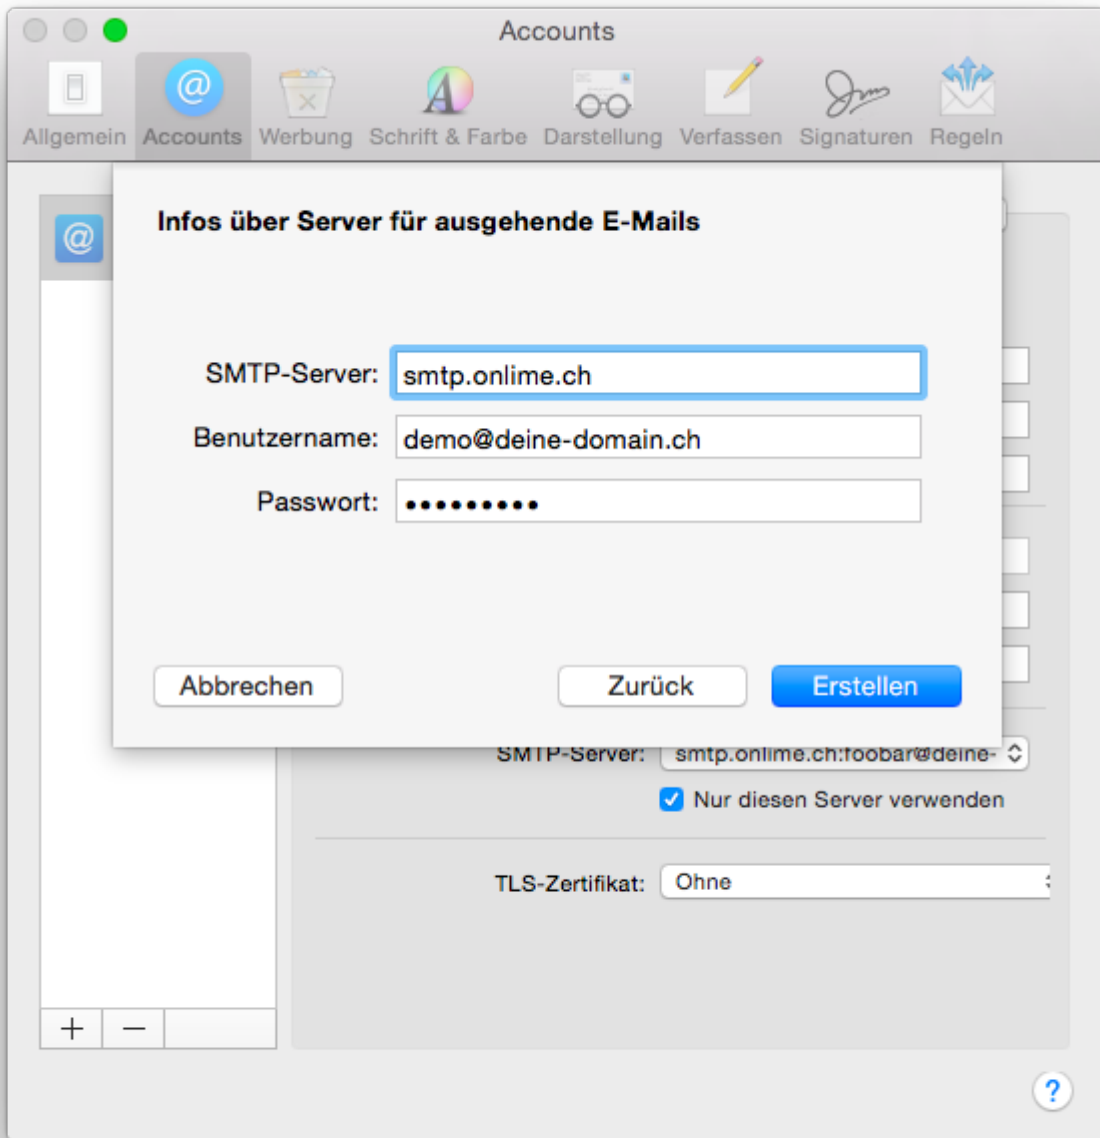 Accounts
Allgemein Accounts Werbung Schrift & Farbe Darstellung Verfassen Signaturen Regeln
Infos über Server für ausgehende E-Mails
SMTP-Server: smtp.onlime.ch
Benutzername: demo@deine-domain.ch
Passwort: •••••••••
Abbrechen Zurück Erstellen
SMTP-Server: smtp.onlime.ch:foobar@deine-
Nur diesen Server verwenden
TLS-Zertifikat: Ohne